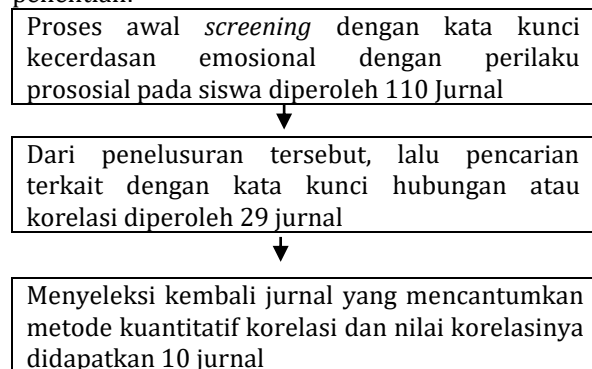 penelitian.
Proses awal screening dengan kata kunci
kecerdasan emosional dengan perilaku
prososial pada siswa diperoleh 110 Jurnal
Dari penelusuran tersebut, lalu pencarian
terkait dengan kata kunci hubungan atau
korelasi diperoleh 29 jurnal
Menyeleksi kembali jurnal yang mencantumkan
metode kuantitatif korelasi dan nilai korelasinya
didapatkan 10 jurnal